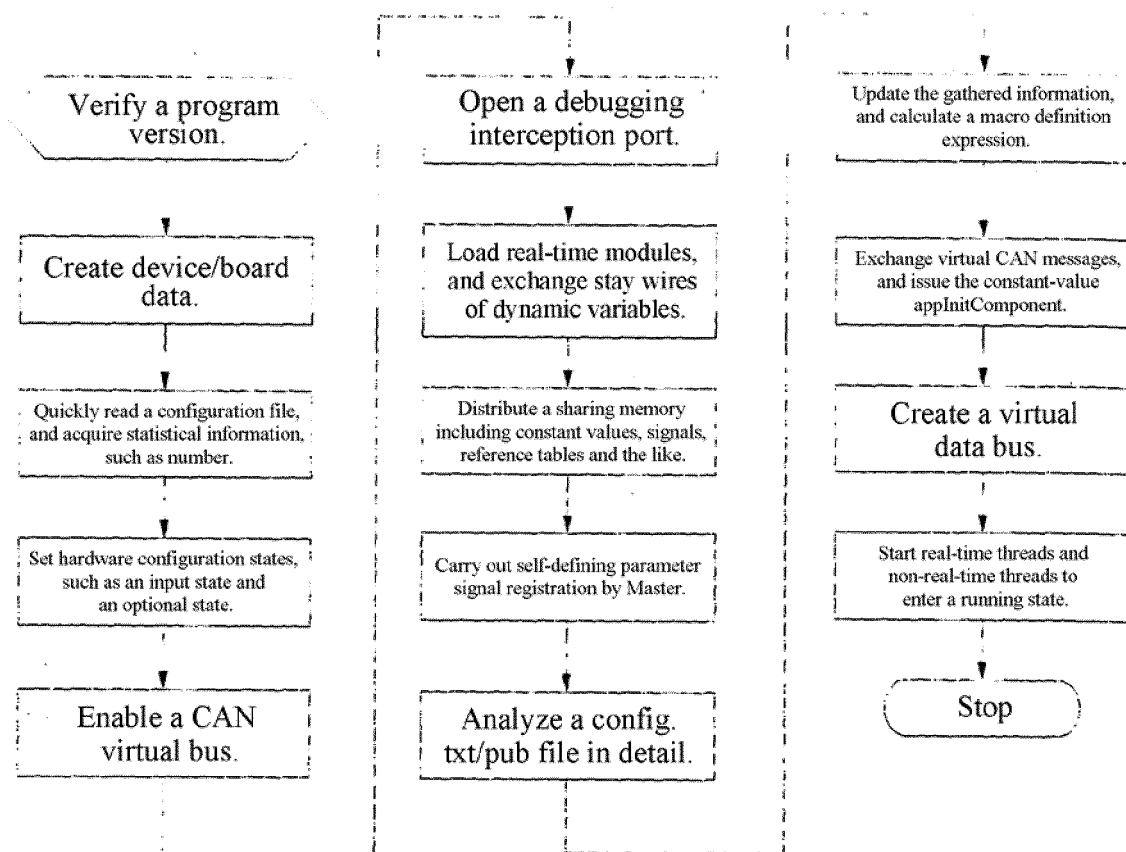 Verify a program
version.
Create device/board
data.
Quickly read a configuration file,
and acquire statistical information,
such as number.
Set hardware configuration states,
such as an input state and
an optional state.
Enable a CAN
virtual bus.
Open a debugging
interception port.
Load real-time modules,
and exchange stay wires
of dynamic variables.
Distribute a sharing memory
including constant values, signals,
reference tables and the like.
Carry out self-defining parameter
signal registration by Master.
Analyze a config.
txt/pub file in detail.
Update the gathered information,
and calculate a macro definition
expression.
Exchange virtual CAN messages,
and issue the constant-value
appInitComponent.
Create a virtual
data bus.
Start real-time threads and
non-real-time threads to
enter a running state.
Stop